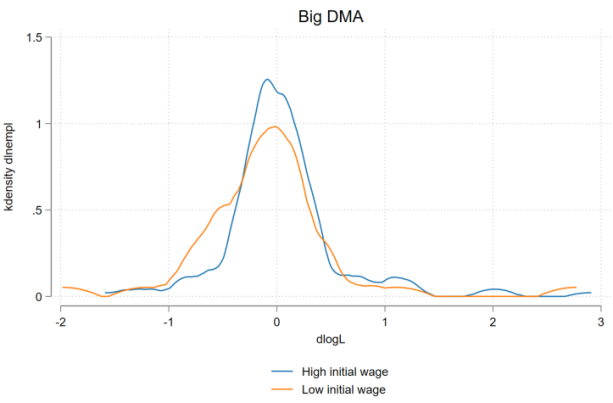 Big DMA
kdensity dlnempl
1.5
1
.5
0
-2 -1 0 1 2 3
dlogL
High initial wage
Low initial wage